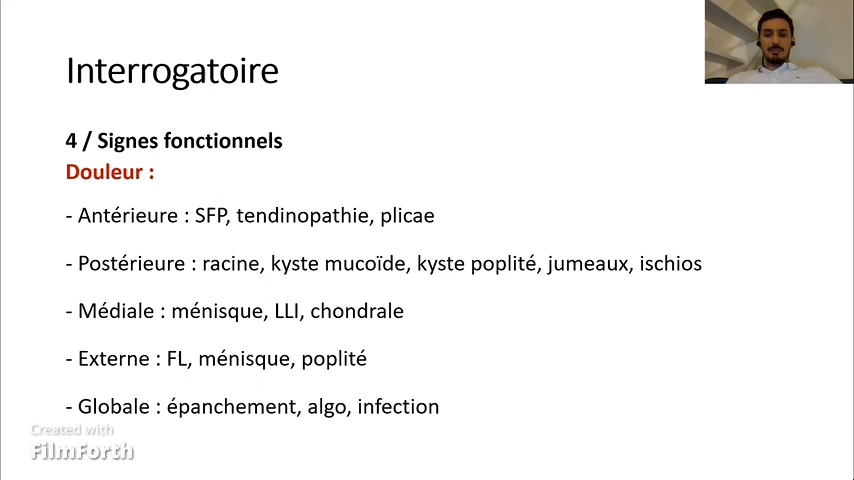 Interrogatoire
4 / Signes fonctionnels
Douleur :
- Antérieure : SFP, tendinopathie, plicae
- Postérieure : racine, kyste mucoïde, kyste poplité, jumeaux, ischios
- Médiale : ménisque, LLI, chondrale
- Externe : FL, ménisque, poplité
- Globale : épanchement, algo, infection
Created with
FilmForth